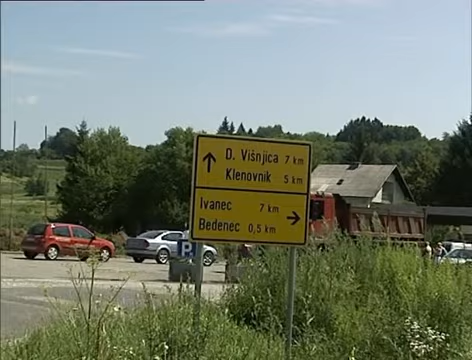 D. Višnjica 7 km
Klenovnik 5 km
Ivanec 7 km
Bedenec 0,5 km
P